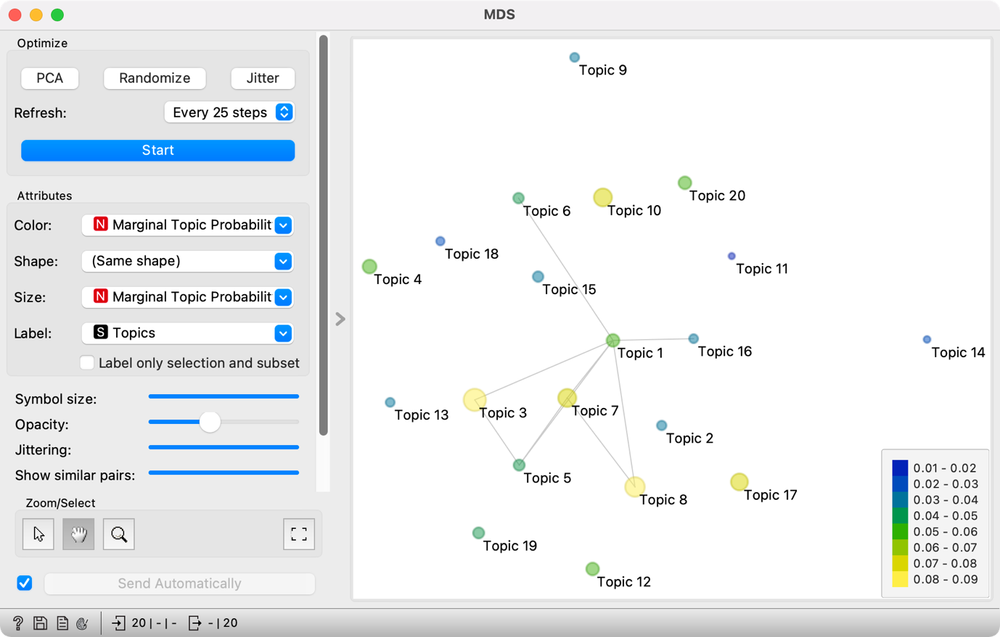 MDS
Optimize
PCA
Randomize
Jitter
Refresh:
Every 25 steps
Start
Attributes
Color:
N Marginal Topic Probabilit
Shape:
(Same shape)
Size:
N Marginal Topic Probabilit
Label:
S Topics
Label only selection and subset
Symbol size:
Opacity:
Jittering:
Show similar pairs:
Zoom/Select
Send Automatically
? 20 | - | - - | 20
Topic 9
Topic 20
Topic 6
Topic 10
Topic 18
Topic 11
Topic 4
Topic 15
Topic 1
Topic 16
Topic 14
Topic 13
Topic 3
Topic 7
Topic 2
Topic 5
Topic 8
Topic 17
Topic 19
Topic 12
0.01 - 0.02
0.02 - 0.03
0.03 - 0.04
0.04 - 0.05
0.05 - 0.06
0.06 - 0.07
0.07 - 0.08
0.08 - 0.09